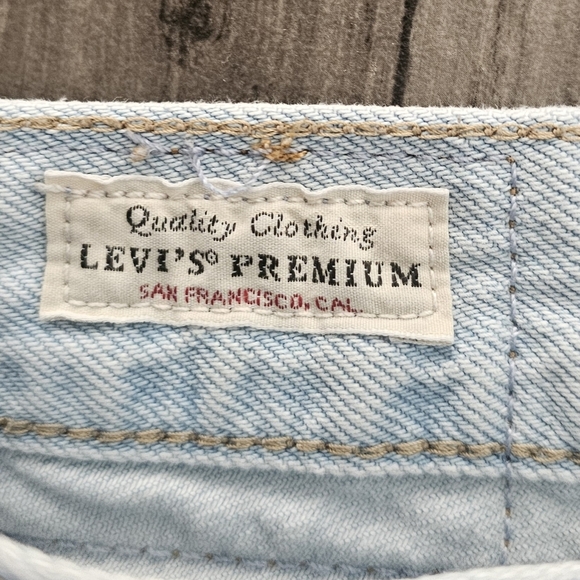 Quality Clothing
LEVI'S® PREMIUM
SAN FRANCISCO, CAL.